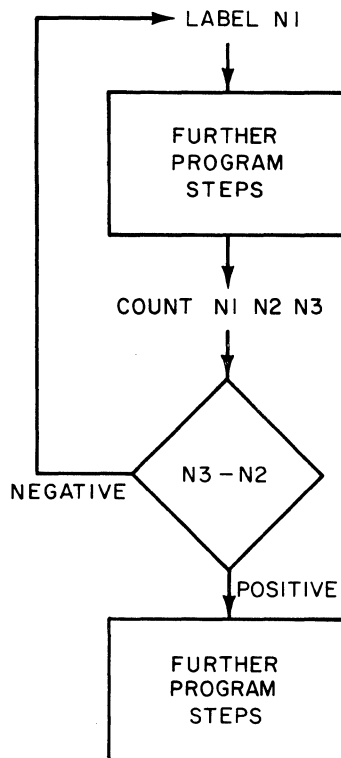 LABEL N1
FURTHER
PROGRAM
STEPS
COUNT N1 N2 N3
N3 – N2
NEGATIVE
POSITIVE
FURTHER
PROGRAM
STEPS